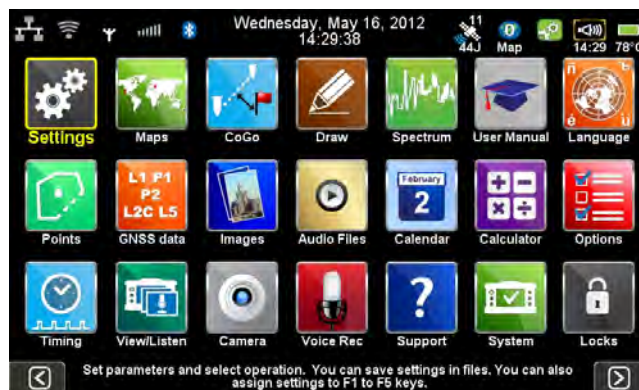 Wednesday, May 16, 2012
14:29:38
11
44J
0
Map
14:29
78°
Settings
Maps
CoGo
Draw
Spectrum
User Manual
ñ
é ü
Language
Points
L1 P1
P2
L2C L5
GNSS data
Images
Audio Files
February
2
Calendar
Calculator
Options
Timing
View/Listen
Camera
Voice Rec
?
Support
System
Locks
Set parameters and select operation. You can save settings in files. You can also
assign settings to F1 to F5 keys.